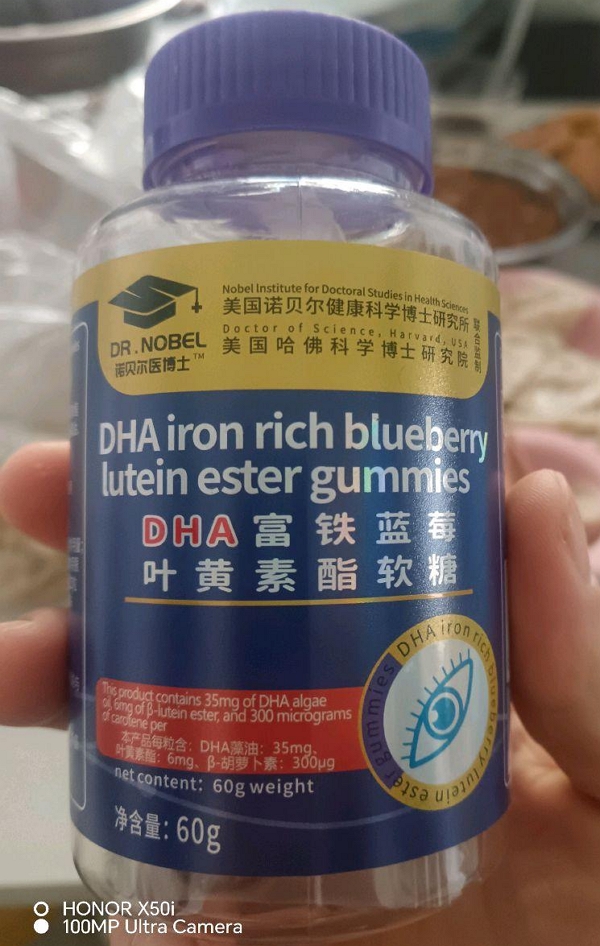 DR.NOBEL
诺贝尔医博士™
Nobel Institute for Doctoral Studies in Health Sciences
美国诺贝尔健康科学博士研究所
Doctor of Science, Harvard, USA
美国哈佛科学博士研究院
联合监制
DHA iron rich blueberry
lutein ester gummies
DHA富铁蓝莓
叶黄素酯软糖
DHA iron rich blueberry lutein ester gummies
This product contains 35mg of DHA algae
oil, 6mg of β-lutein ester, and 300 micrograms
of carotene per
本产品每粒含：DHA藻油：35mg、
叶黄素酯：6mg、β-胡萝卜素：300μg
net content: 60g weight
净含量：60g
HONOR X50i
100MP Ultra Camera